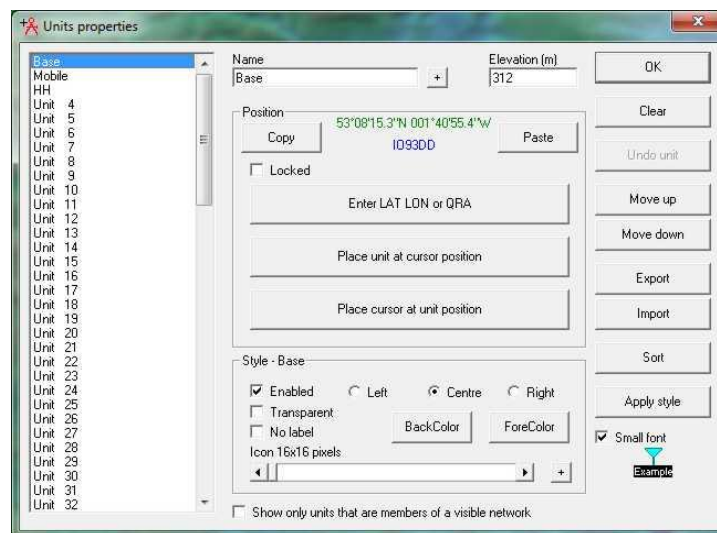 Units properties
Base
Mobile
HH
Unit 4
Unit 5
Unit 6
Unit 7
Unit 8
Unit 9
Unit 10
Unit 11
Unit 12
Unit 13
Unit 14
Unit 15
Unit 16
Unit 17
Unit 18
Unit 19
Unit 20
Unit 21
Unit 22
Unit 23
Unit 24
Unit 25
Unit 26
Unit 27
Unit 28
Unit 29
Unit 30
Unit 31
Unit 32
Name
Elevation (m)
Base
+
312
Position
Copy
53°08'15.3"N 001°40'55.4"W
IO93DD
Paste
Locked
Enter LAT LON or QRA
Place unit at cursor position
Place cursor at unit position
Style - Base
Enabled
Left
Centre
Right
Transparent
No label
BackColor
ForeColor
Icon 16x16 pixels
+
Show only units that are members of a visible network
OK
Clear
Undo unit
Move up
Move down
Export
Import
Sort
Apply style
Small font
Example